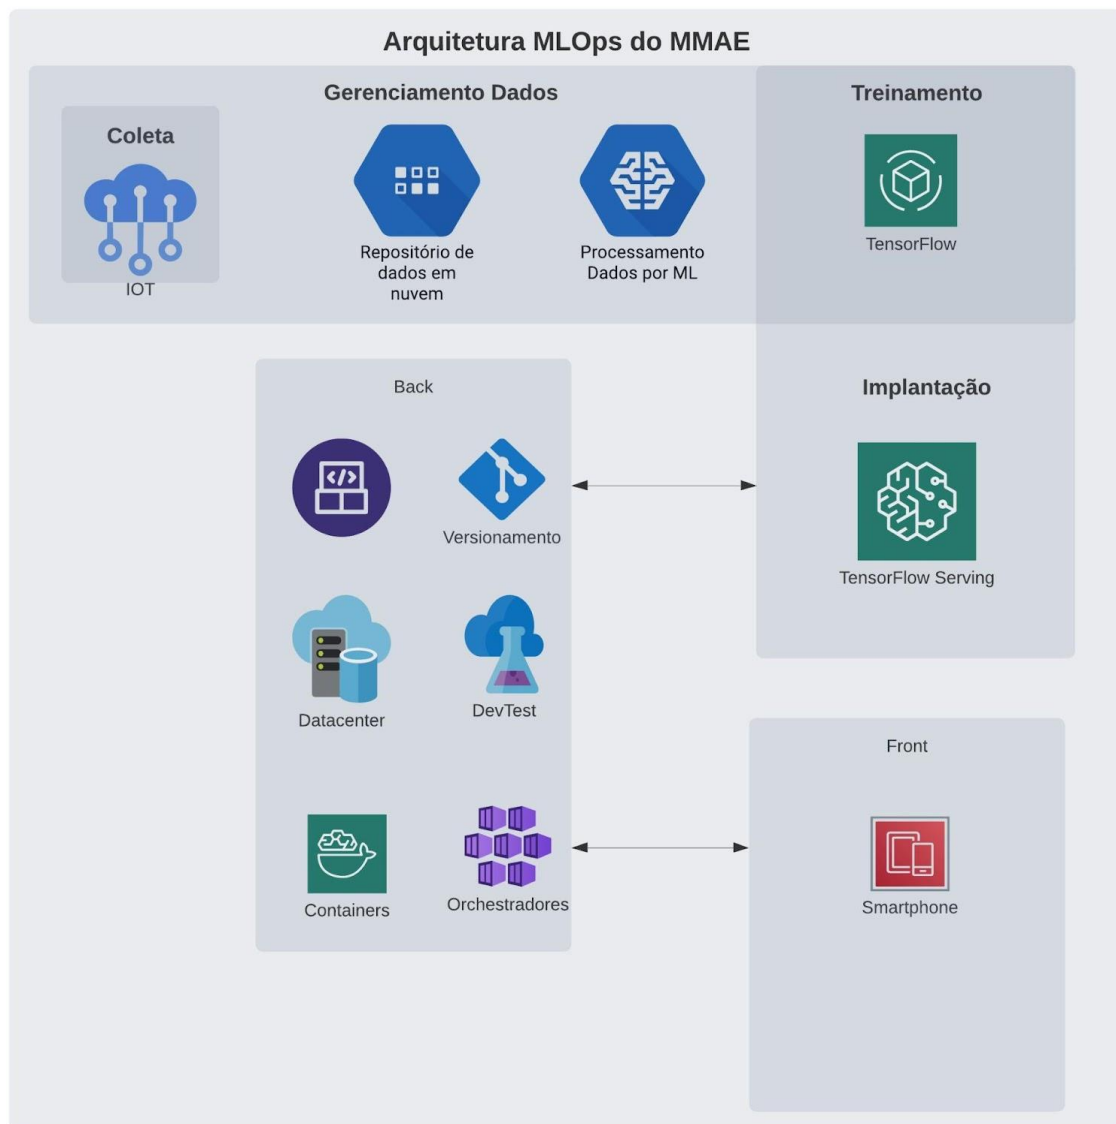 Arquitetura MLOps do MMAE
Gerenciamento Dados
Treinamento
Coleta
IOT
Repositório de
dados em
nuvem
Processamento
Dados por ML
TensorFlow
Back
Implantação
Versionamento
TensorFlow Serving
Datacenter
DevTest
Front
Containers
Orchestradores
Smartphone